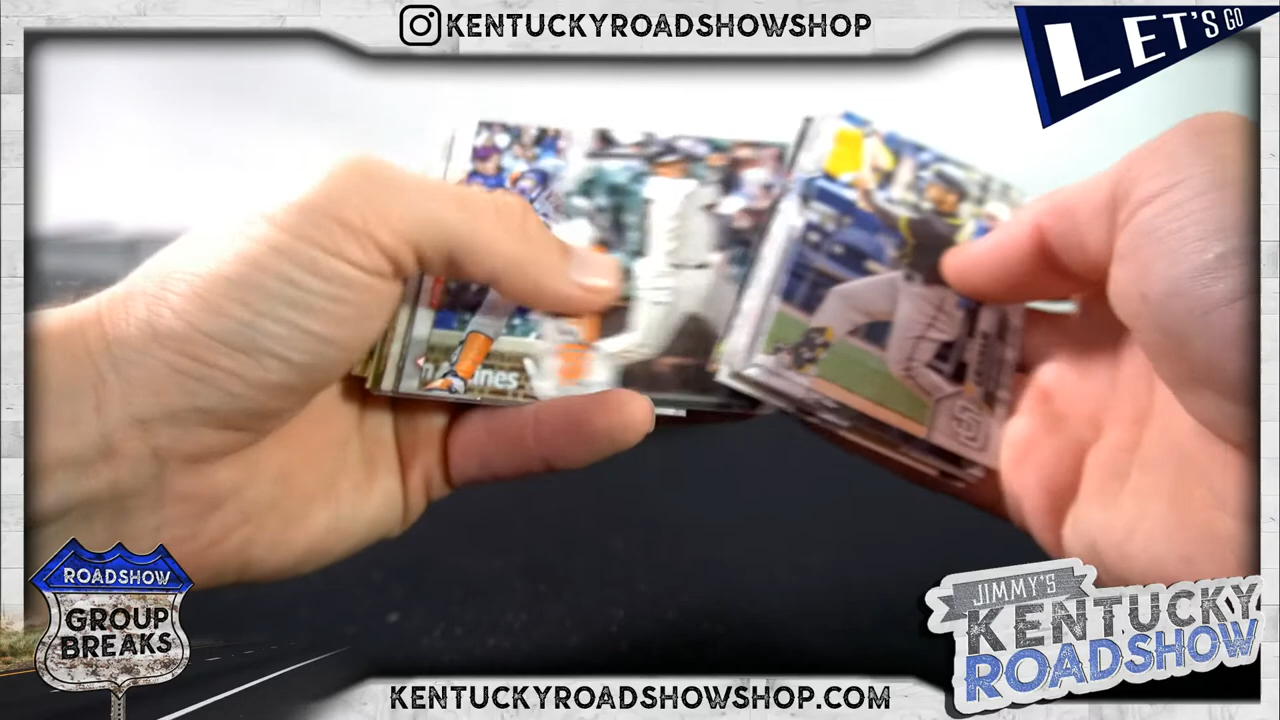 KENTUCKYROADSHOWSHOP
LET'S GO
ROADSHOW
GROUP
BREAKS
JIMMY'S
KENTUCKY
ROADSHOW
KENTUCKYROADSHOWSHOP.COM